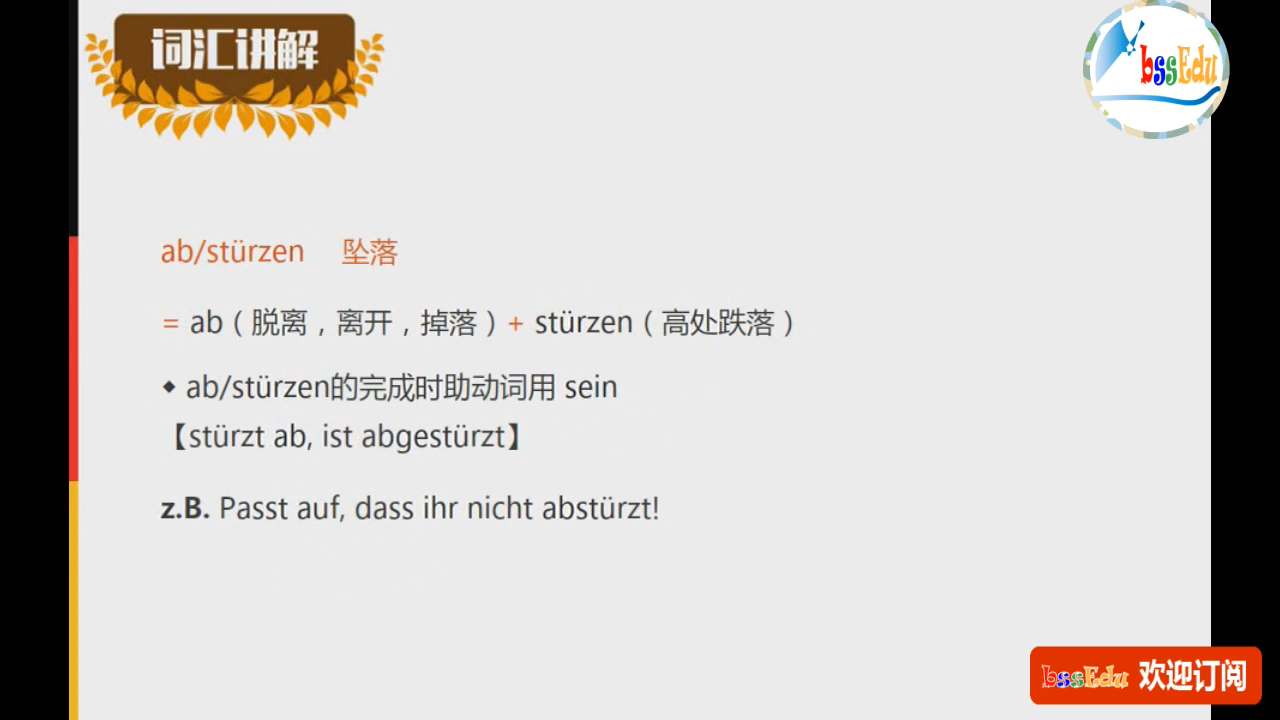 词汇讲解
bssEdu
ab/stürzen 坠落
= ab（脱离，离开，掉落）+ stürzen（高处跌落）
◆ ab/stürzen的完成时助动词用 sein
【stürzt ab, ist abgestürzt】
z.B. Passt auf, dass ihr nicht abstürzt!
bssEdu 欢迎订阅